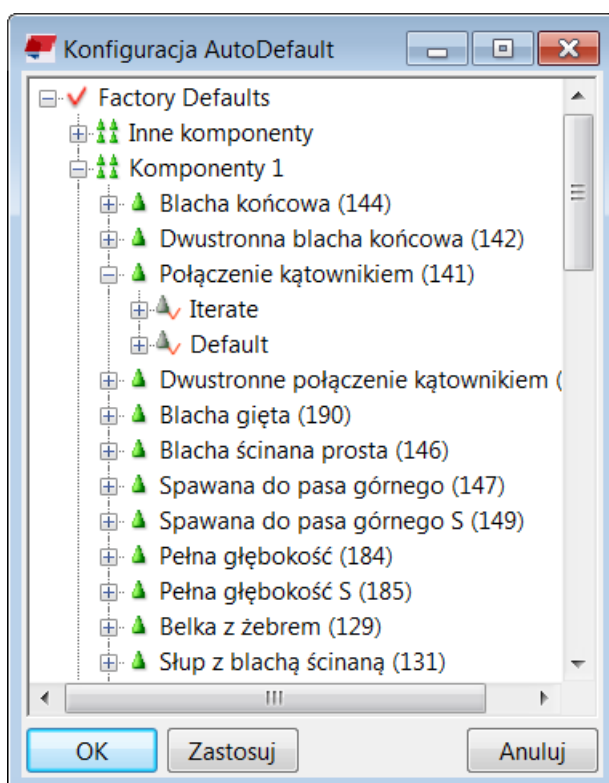 Konfiguracja AutoDefault
Factory Defaults
Inne komponenty
Komponenty 1
Blacha końcowa (144)
Dwustronna blacha końcowa (142)
Połączenie kątownikiem (141)
Iterate
Default
Dwustronne połączenie kątownikiem (
Blacha gięta (190)
Blacha ścinana prosta (146)
Spawana do pasa górnego (147)
Spawana do pasa górnego S (149)
Pełna głębokość (184)
Pełna głębokość S (185)
Belka z żebrem (129)
Słup z blachą ścinaną (131)
OK Zastosuj Anuluj